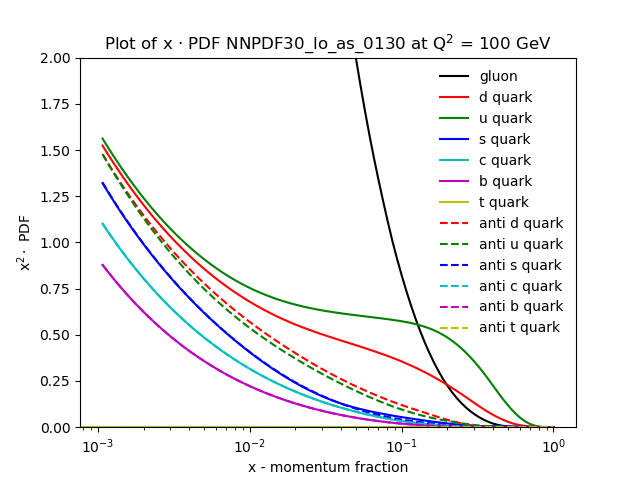 Plot of x · PDF NNPDF30_lo_as_0130 at Q² = 100 GeV
2.00
1.75
1.50
1.25
1.00
0.75
0.50
0.25
0.00
x²· PDF
gluon
d quark
u quark
s quark
c quark
b quark
t quark
anti d quark
anti u quark
anti s quark
anti c quark
anti b quark
anti t quark
10⁻³ 10⁻² 10⁻¹ 10⁰
x - momentum fraction